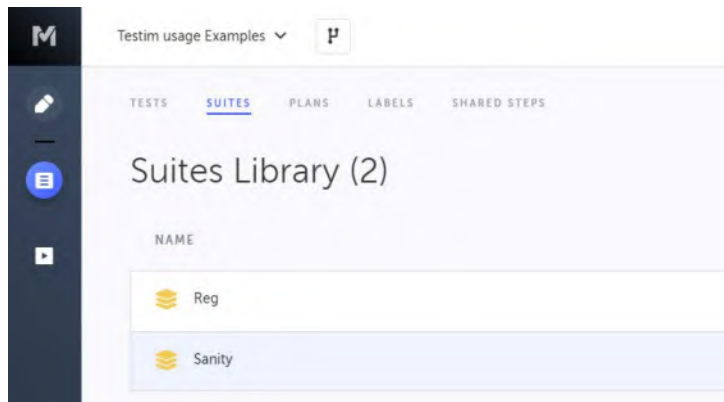 Testim usage Examples
TESTS SUITES PLANS LABELS SHARED STEPS
Suites Library (2)
NAME
Reg
Sanity